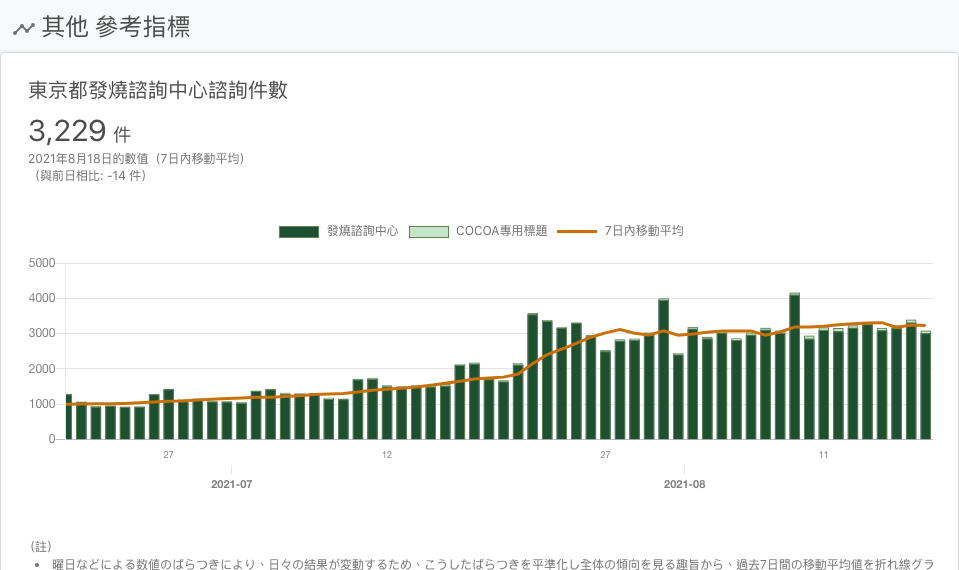 其他 參考指標
東京都發燒諮詢中心諮詢件數
3,229 件
2021年8月18日的數值（7日內移動平均）
（與前日相比: -14 件）
發燒諮詢中心 COCOA專用標題 7日內移動平均
5000
4000
3000
2000
1000
0
27 12 27 11
2021-07 2021-08
（註）
• 曜日などによる数値のばらつきにより、日々の結果が変動するため、こうしたばらつきを平準化し全体の傾向を見る趣旨から、過去7日間の移動平均値を折れ線グラ